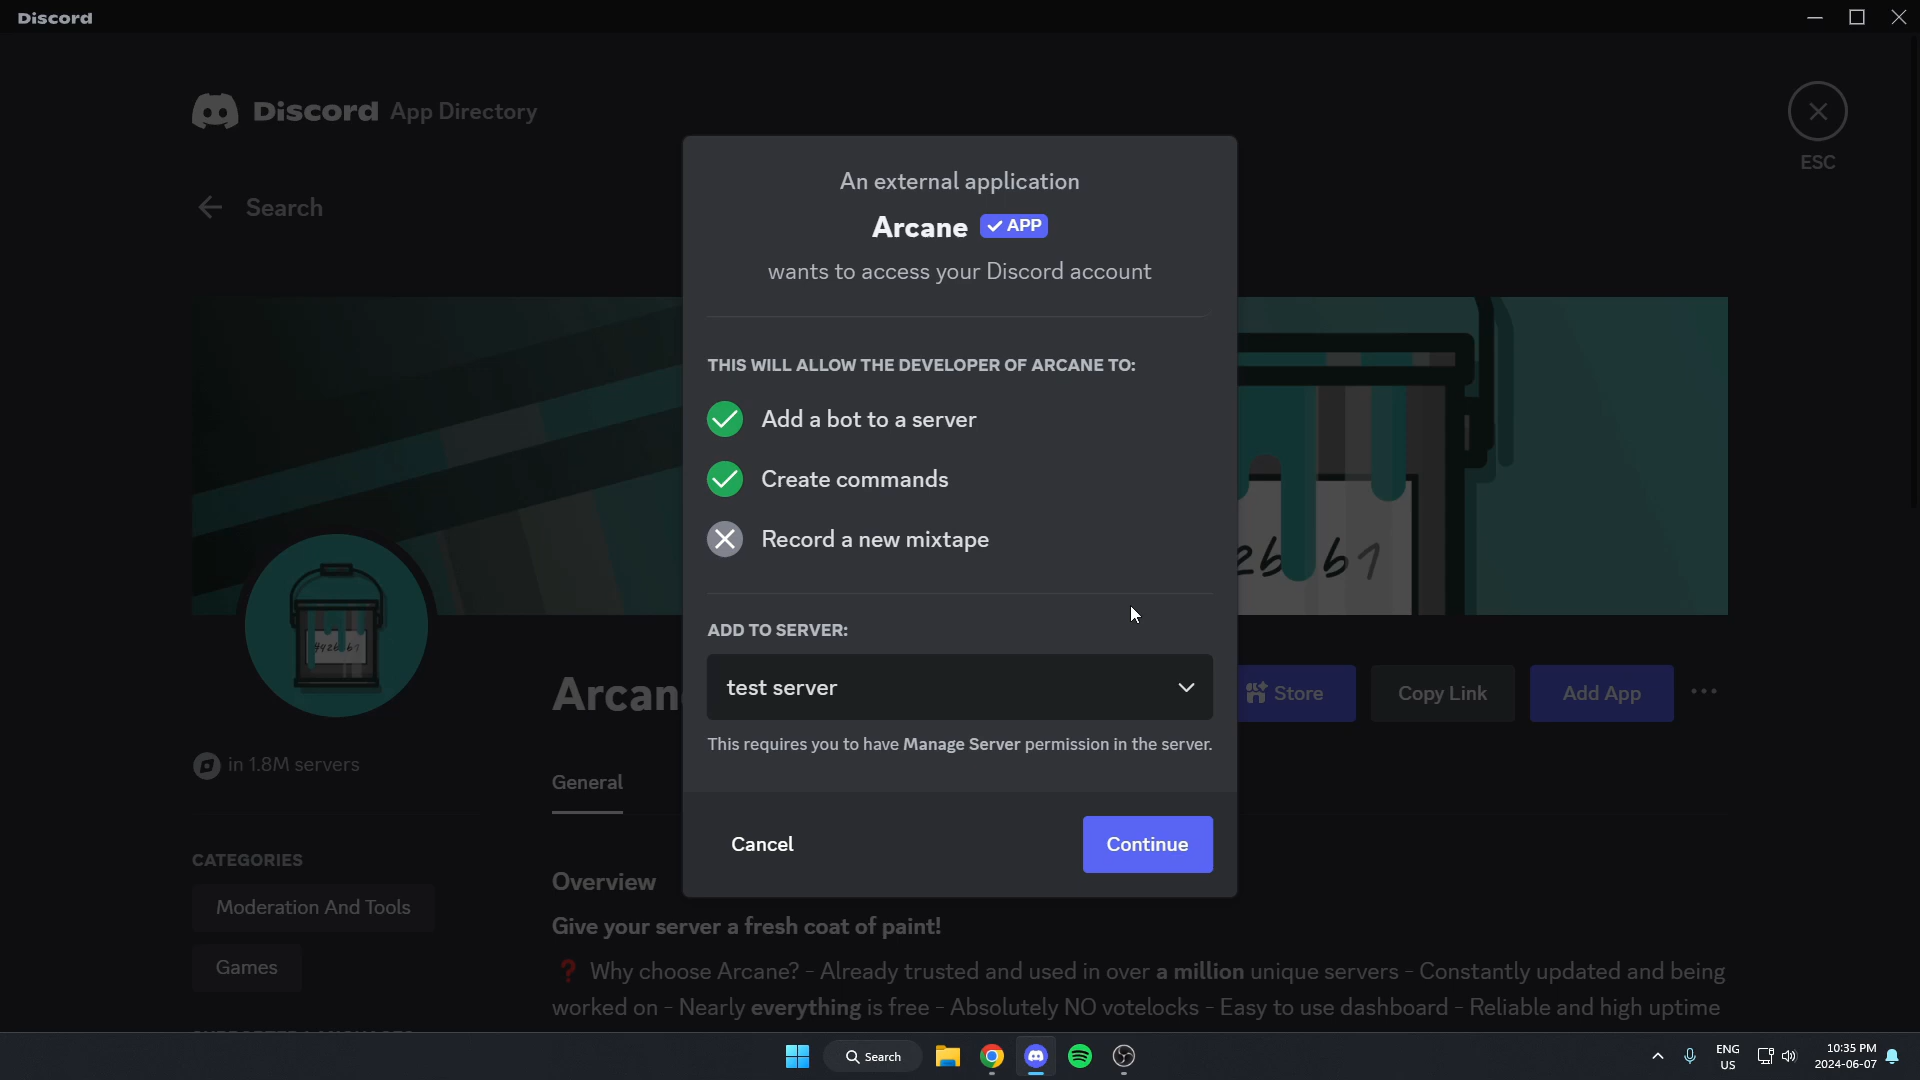 Discord
Discord App Directory
ESC
Search
An external application
Arcane APP
wants to access your Discord account
THIS WILL ALLOW THE DEVELOPER OF ARCANE TO:
Add a bot to a server
Create commands
Record a new mixtape
ADD TO SERVER:
test server
This requires you to have Manage Server permission in the server.
Cancel
Continue
Arcan
Store
Copy Link
Add App
in 1.8M servers
General
CATEGORIES
Moderation And Tools
Games
Overview
Give your server a fresh coat of paint!
❓ Why choose Arcane? - Already trusted and used in over a million unique servers - Constantly updated and being
worked on - Nearly everything is free - Absolutely NO votelocks - Easy to use dashboard - Reliable and high uptime
Search
ENG
US
10:35 PM
2024-06-07